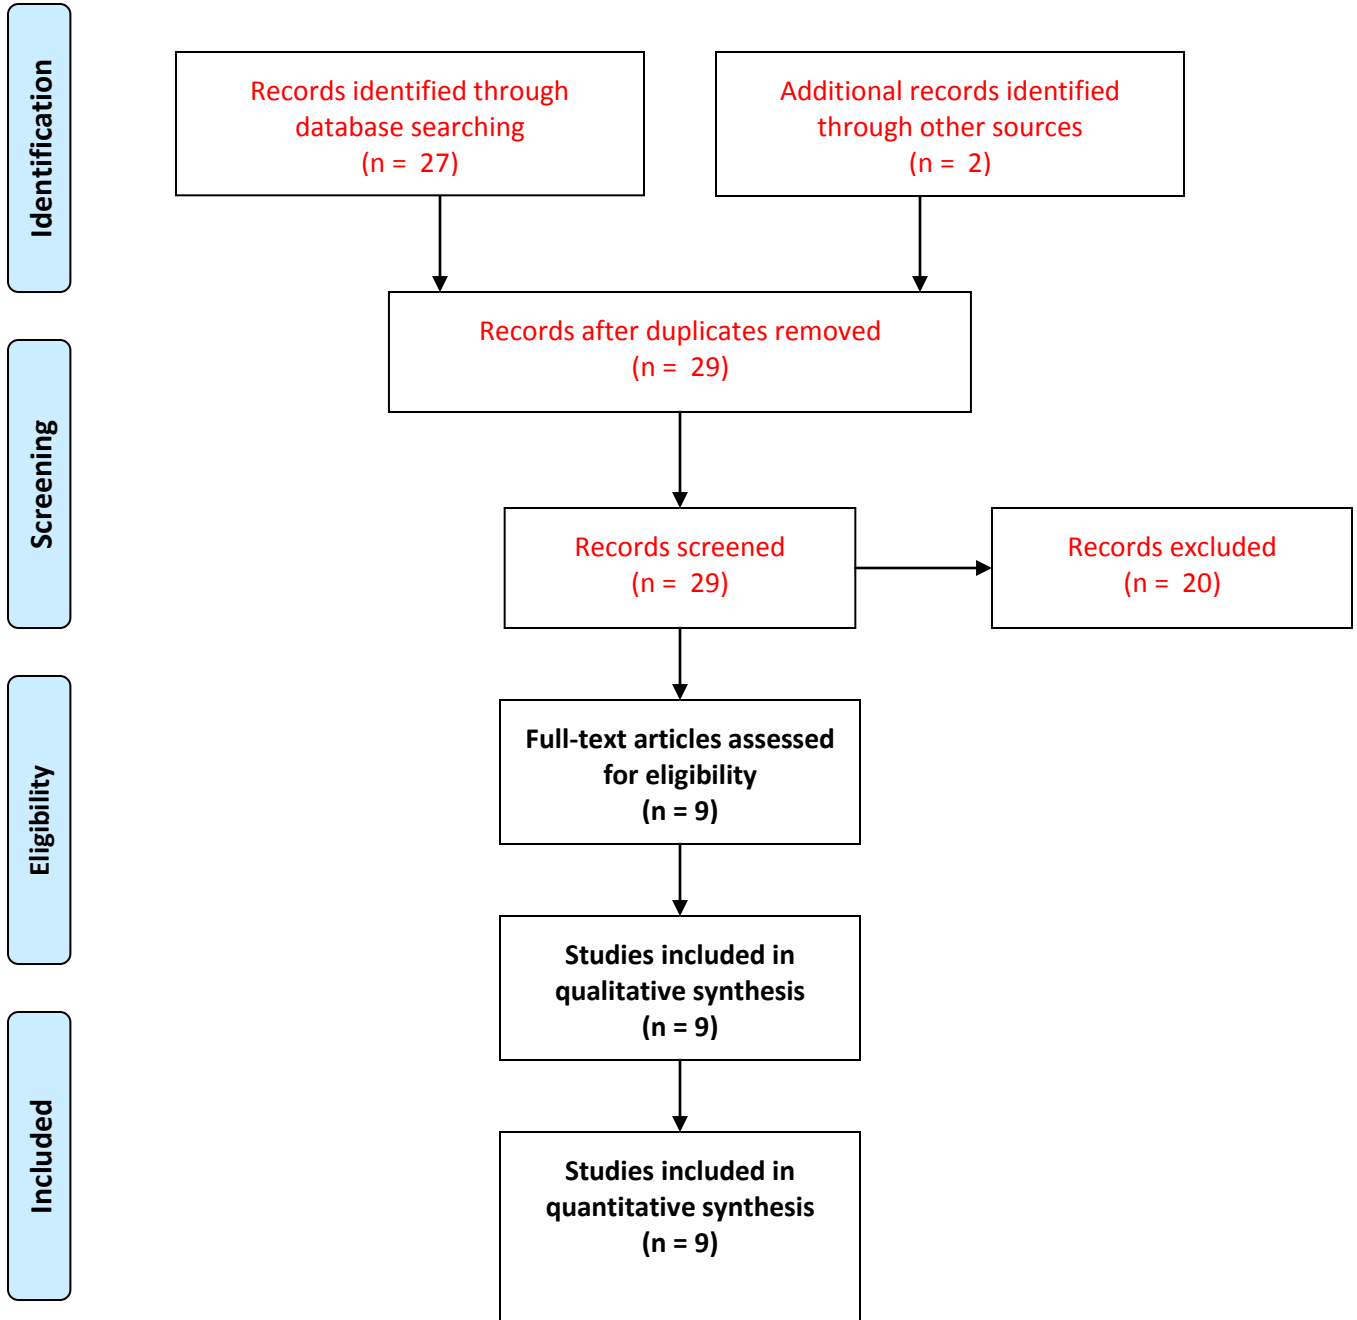 Identification
Records identified through
database searching
(n = 27)
Additional records identified
through other sources
(n = 2)
Records after duplicates removed
(n = 29)
Screening
Records screened
(n = 29)
Records excluded
(n = 20)
Eligibility
Full-text articles assessed
for eligibility
(n = 9)
Studies included in
qualitative synthesis
(n = 9)
Included
Studies included in
quantitative synthesis
(n = 9)